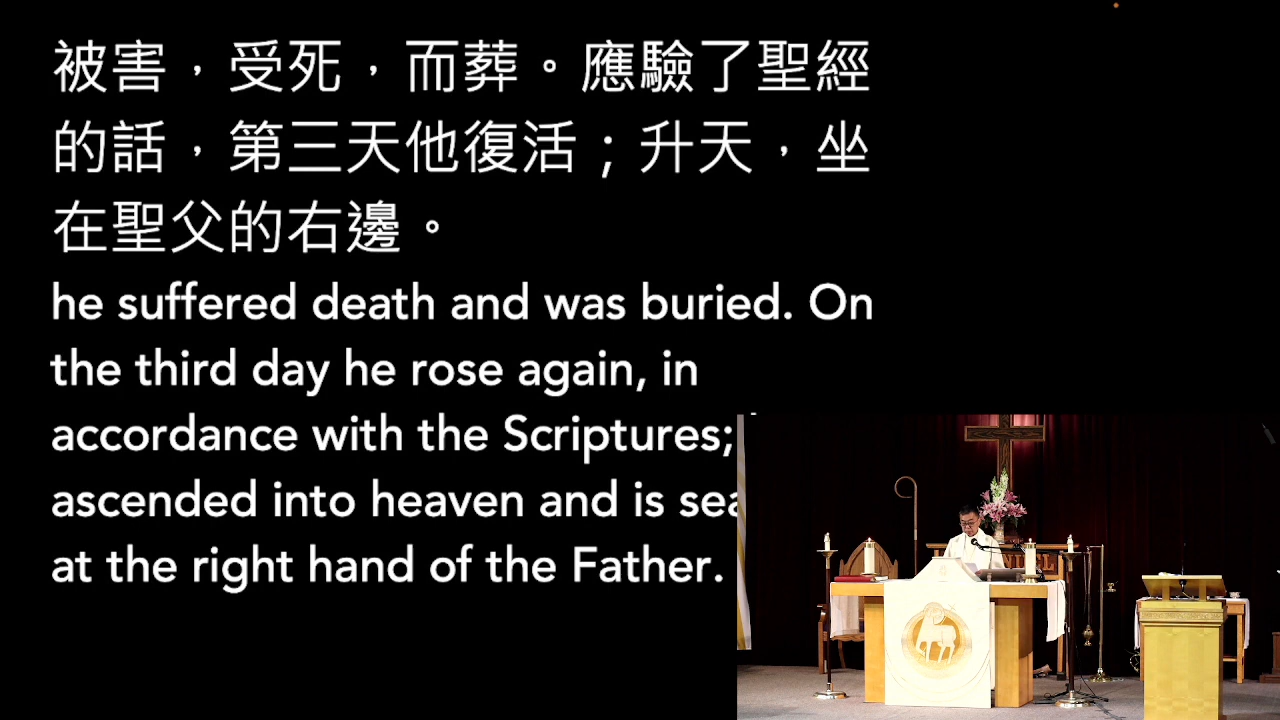 被害，受死，而葬。應驗了聖經
的話，第三天他復活；升天，坐
在聖父的右邊。
he suffered death and was buried. On
the third day he rose again, in
accordance with the Scriptures;
ascended into heaven and is
at the right hand of the Father.